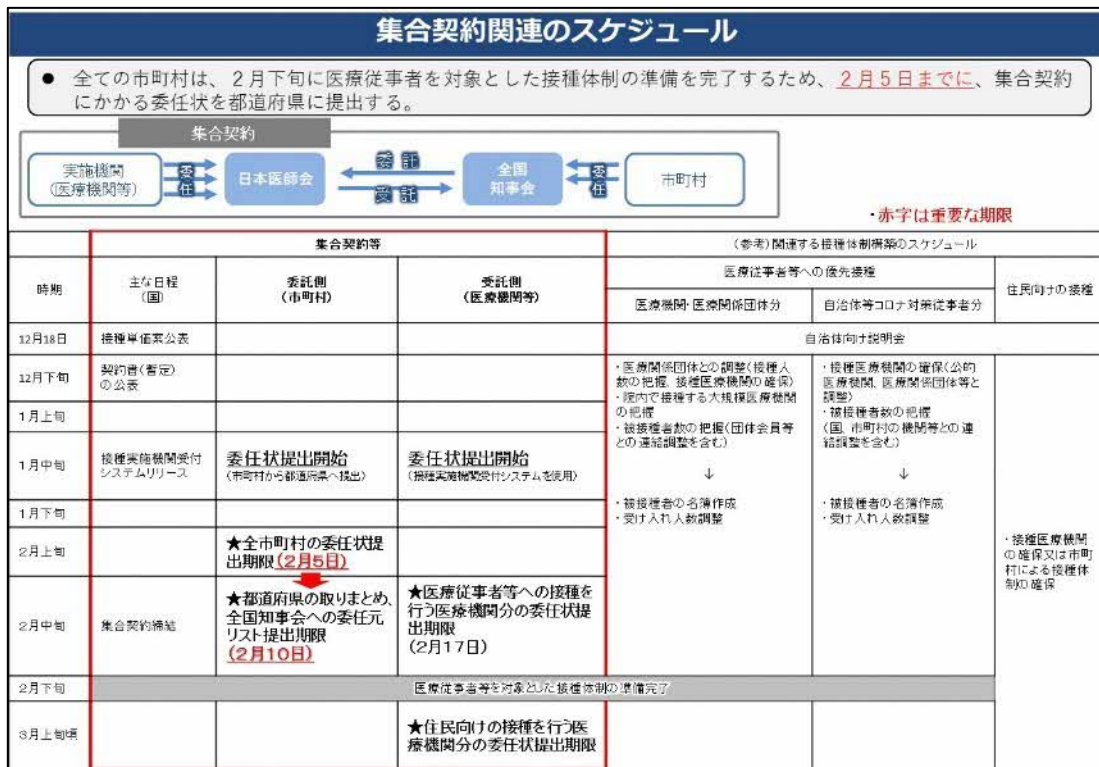 集合契約関連のスケジュール
● 全ての市町村は、２月下旬に医療従事者を対象とした接種体制の準備を完了するため、２月５日までに、集合契約
にかかる委任状を都道府県に提出する。
集合契約
実施機関
(医療機関等)
委任
日本医師会
委託
受託
全国
知事会
委任
市町村
・赤字は重要な期限
時期
集合契約等
(参考)関連する接種体制構築のスケジュール
主な日程
(国)
委託側
(市町村)
受託側
(医療機関等)
医療従事者等への優先接種
住民向けの接種
医療機関・医療関係団体分
自治体等コロナ対策従事者分
12月18日
接種単価案公表
自治体向け説明会
12月下旬
契約書(暫定)
の公表
・医療関係団体との調整(接種人
数の把握、接種医療機関の確保)
・院内で接種する大規模医療機関
の把握
・被接種者数の把握(団体会員等
との連絡調整を含む)
↓
・被接種者の名簿作成
・受け入れ人数調整
・接種医療機関の確保(公的
医療機関、医療関係団体等と
調整)
・被接種者数の把握
(国、市町村の機関等との連
絡調整を含む)
↓
・被接種者の名簿作成
・受け入れ人数調整
・接種医療機関
の確保又は市町
村による接種体
制の確保
1月上旬
1月中旬
接種実施機関受付
システムリリース
委任状提出開始
(市町村から都道府県へ提出)
委任状提出開始
(接種実施機関受付システムを使用)
1月下旬
2月上旬
★全市町村の委任状提
出期限(2月5日)
2月中旬
集合契約締結
★都道府県の取りまとめ、
全国知事会への委任元
リスト提出期限
(2月10日)
★医療従事者等への接種を
行う医療機関分の委任状提
出期限
(2月17日)
2月下旬
医療従事者等を対象とした接種体制の準備完了
3月上旬頃
★住民向けの接種を行う医
療機関分の委任状提出期限